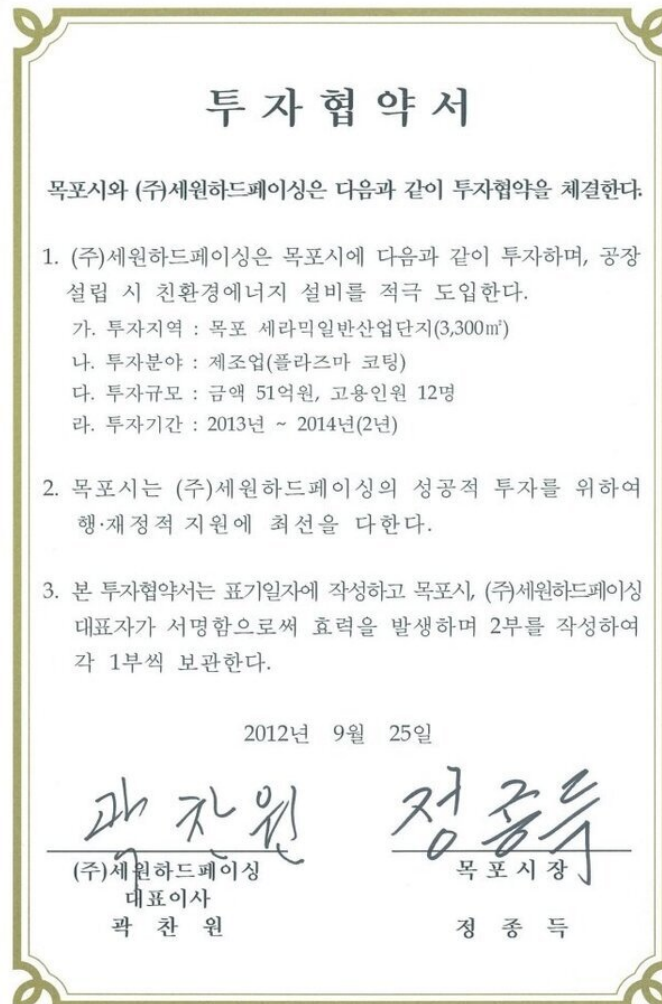 투자협약서
목포시와 (주)세원하드페이싱은 다음과 같이 투자협약을 체결한다.
1. (주)세원하드페이싱은 목포시에 다음과 같이 투자하며, 공장
설립 시 친환경에너지 설비를 적극 도입한다.
가. 투자지역 : 목포 세라믹일반산업단지(3,300㎡)
나. 투자분야 : 제조업(플라즈마 코팅)
다. 투자규모 : 금액 51억원, 고용인원 12명
라. 투자기간 : 2013년 ~ 2014년(2년)
2. 목포시는 (주)세원하드페이싱의 성공적 투자를 위하여
행·재정적 지원에 최선을 다한다.
3. 본 투자협약서는 표기일자에 작성하고 목포시, (주)세원하드페이싱
대표자가 서명함으로써 효력을 발생하며 2부를 작성하여
각 1부씩 보관한다.
2012년 9월 25일
곽찬원 정종득
(주)세원하드페이싱 목포시장
대표이사
곽찬원 정종득